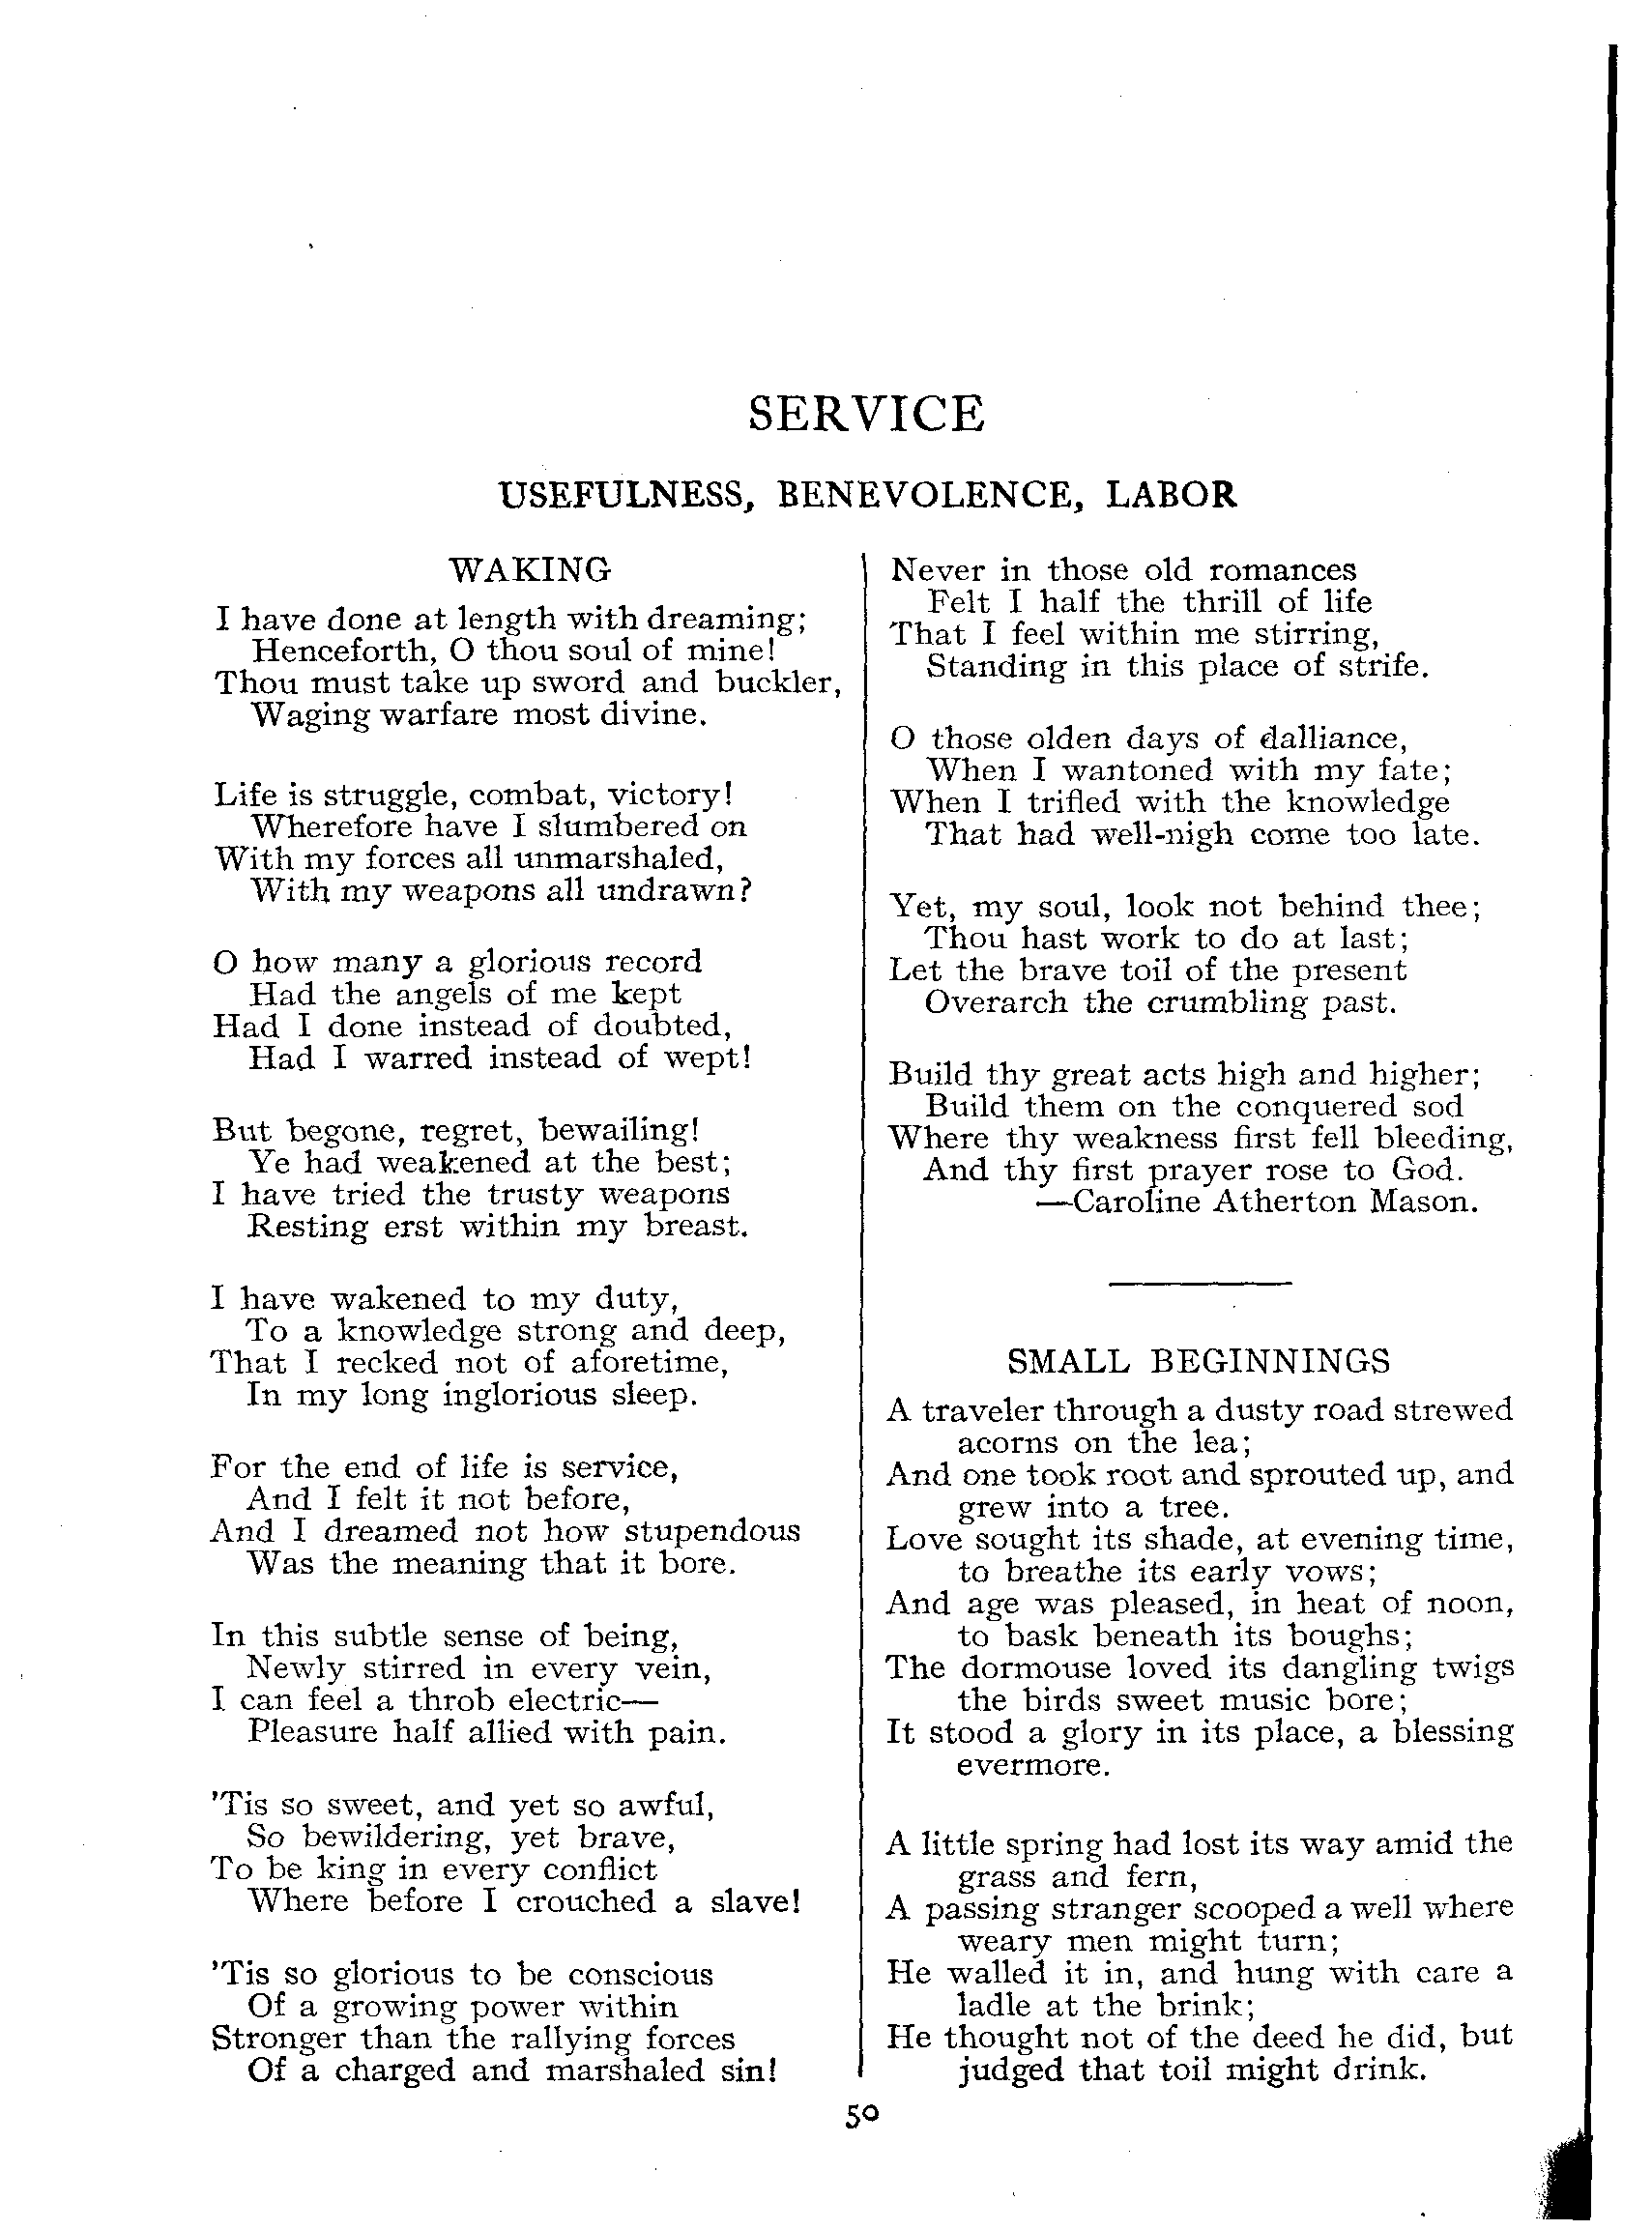 SERVICE
USEFULNESS, BENEVOLENCE, LABOR
WAKING
I have done at length with dreaming;
Henceforth, O thou soul of mine!
Thou must take up sword and buckler,
Waging warfare most divine.
Life is struggle, combat, victory!
Wherefore have I slumbered on
With my forces all unmarshaled,
With my weapons all undrawn?
O how many a glorious record
Had the angels of me kept
Had I done instead of doubted,
Had I warred instead of wept!
But begone, regret, bewailing!
Ye had weakened at the best;
I have tried the trusty weapons
Resting erst within my breast.
I have wakened to my duty,
To a knowledge strong and deep,
That I recked not of aforetime,
In my long inglorious sleep.
For the end of life is service,
And I felt it not before,
And I dreamed not how stupendous
Was the meaning that it bore.
In this subtle sense of being,
Newly stirred in every vein,
I can feel a throb electric—
Pleasure half allied with pain.
'Tis so sweet, and yet so awful,
So bewildering, yet brave,
To be king in every conflict
Where before I crouched a slave!
'Tis so glorious to be conscious
Of a growing power within
Stronger than the rallying forces
Of a charged and marshaled sin!
Never in those old romances
Felt I half the thrill of life
That I feel within me stirring,
Standing in this place of strife.
O those olden days of dalliance,
When I wantoned with my fate;
When I trifled with the knowledge
That had well-nigh come too late.
Yet, my soul, look not behind thee;
Thou hast work to do at last;
Let the brave toil of the present
Overarch the crumbling past.
Build thy great acts high and higher;
Build them on the conquered sod
Where thy weakness first fell bleeding,
And thy first prayer rose to God.
—Caroline Atherton Mason.
SMALL BEGINNINGS
A traveler through a dusty road strewed
acorns on the lea;
And one took root and sprouted up, and
grew into a tree.
Love sought its shade, at evening time,
to breathe its early vows;
And age was pleased, in heat of noon,
to bask beneath its boughs;
The dormouse loved its dangling twigs
the birds sweet music bore;
It stood a glory in its place, a blessing
evermore.
A little spring had lost its way amid the
grass and fern,
A passing stranger scooped a well where
weary men might turn;
He walled it in, and hung with care a
ladle at the brink;
He thought not of the deed he did, but
judged that toil might drink.
50